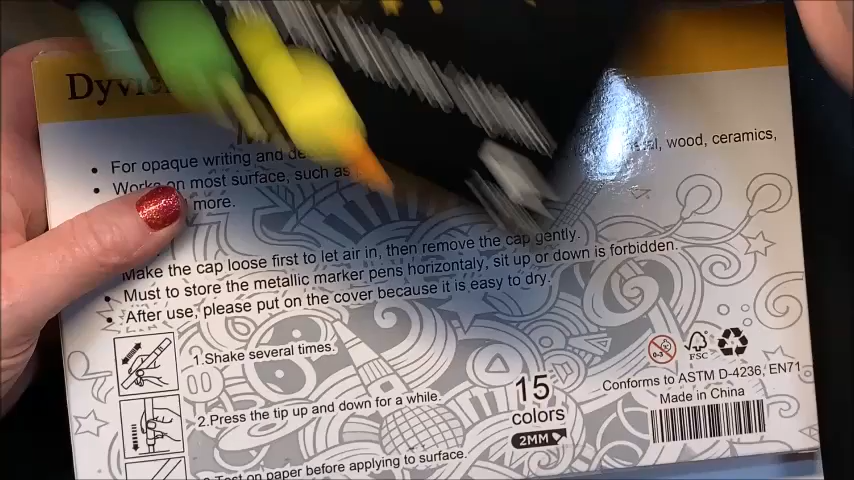 For opaque writing and
wood, ceramics,
Works on most surface, such as
more.
Make the cap loose first to let air in, then remove the cap gently.
Must to store the metallic marker pens horizontaly, sit up or down is forbidden.
After use, please put on the cover because it is easy to dry.
1.Shake several times.
2.Press the tip up and down for a while.
Test on paper before applying to surface.
15
colors
2MM
0-3
FSC
Conforms to ASTM D-4236, EN71
Made in China